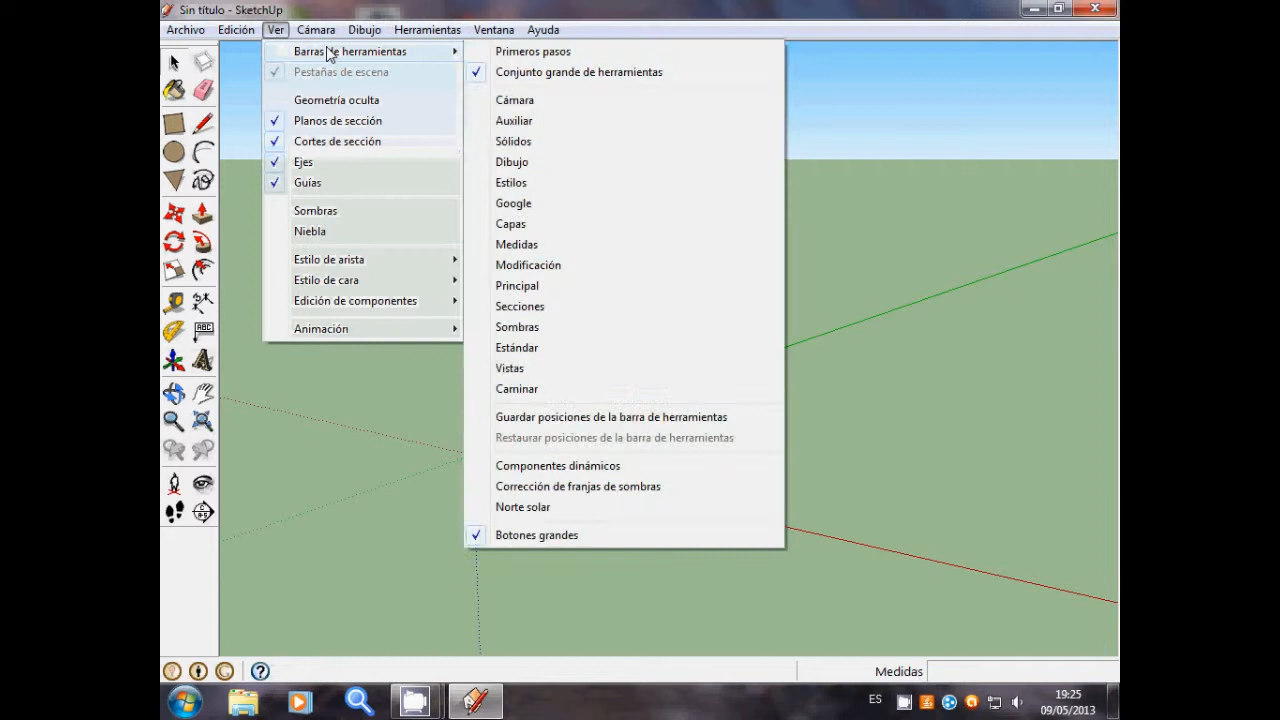 Sin título - SketchUp
Archivo Edición Ver Cámara Dibujo Herramientas Ventana Ayuda
Barras de herramientas
Pestañas de escena
Geometría oculta
Planos de sección
Cortes de sección
Ejes
Guías
Sombras
Niebla
Estilo de arista
Estilo de cara
Edición de componentes
Animación
Primeros pasos
Conjunto grande de herramientas
Cámara
Auxiliar
Sólidos
Dibujo
Estilos
Google
Capas
Medidas
Modificación
Principal
Secciones
Sombras
Estándar
Vistas
Caminar
Guardar posiciones de la barra de herramientas
Restaurar posiciones de la barra de herramientas
Componentes dinámicos
Corrección de franjas de sombras
Norte solar
Botones grandes
ABC
Medidas
ES
19:25
09/05/2013